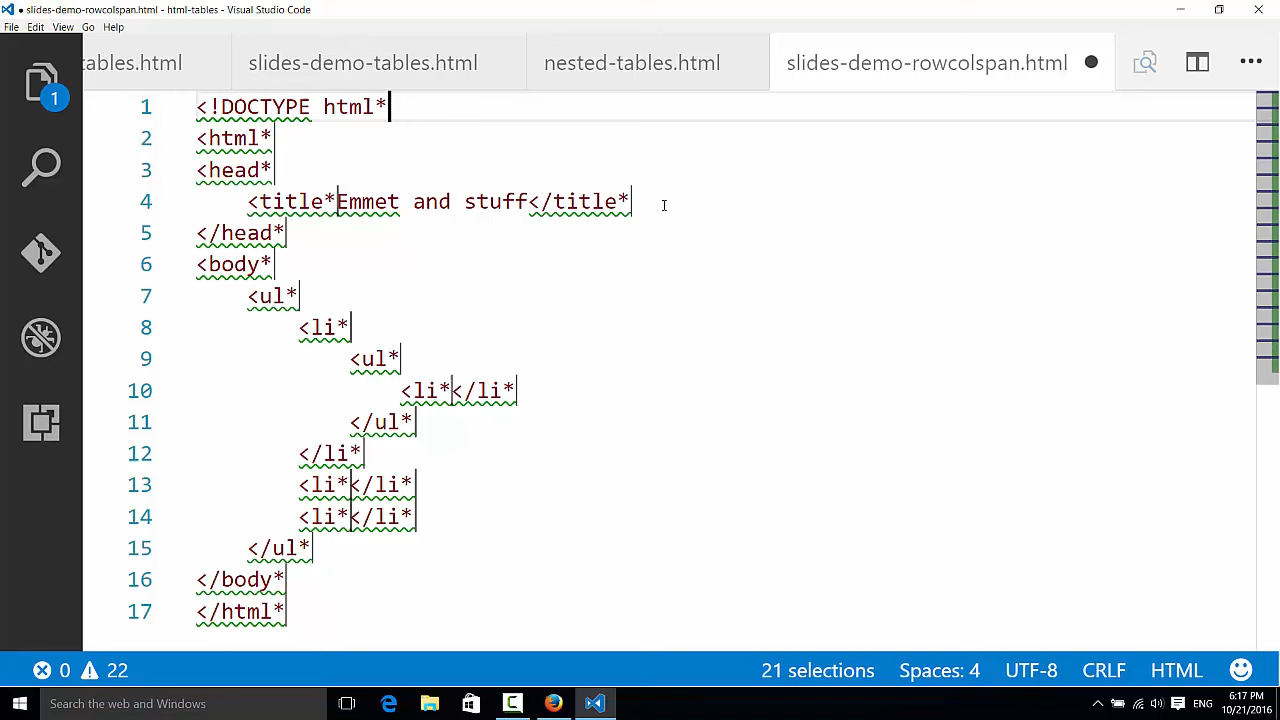 ● slides-demo-rowcolspan.html - html-tables - Visual Studio Code
File Edit View Go Help
tables.html slides-demo-tables.html nested-tables.html slides-demo-rowcolspan.html ●
1 <!DOCTYPE html*
2 <html*
3 <head*
4 <title*Emmet and stuff</title*
5 </head*
6 <body*
7 <ul*
8 <li*
9 <ul*
10 <li*</li*
11 </ul*
12 </li*
13 <li*</li*
14 <li*</li*
15 </ul*
16 </body*
17 </html*
1
0 22 21 selections Spaces: 4 UTF-8 CRLF HTML
Search the web and Windows ENG 6:17 PM
10/21/2016